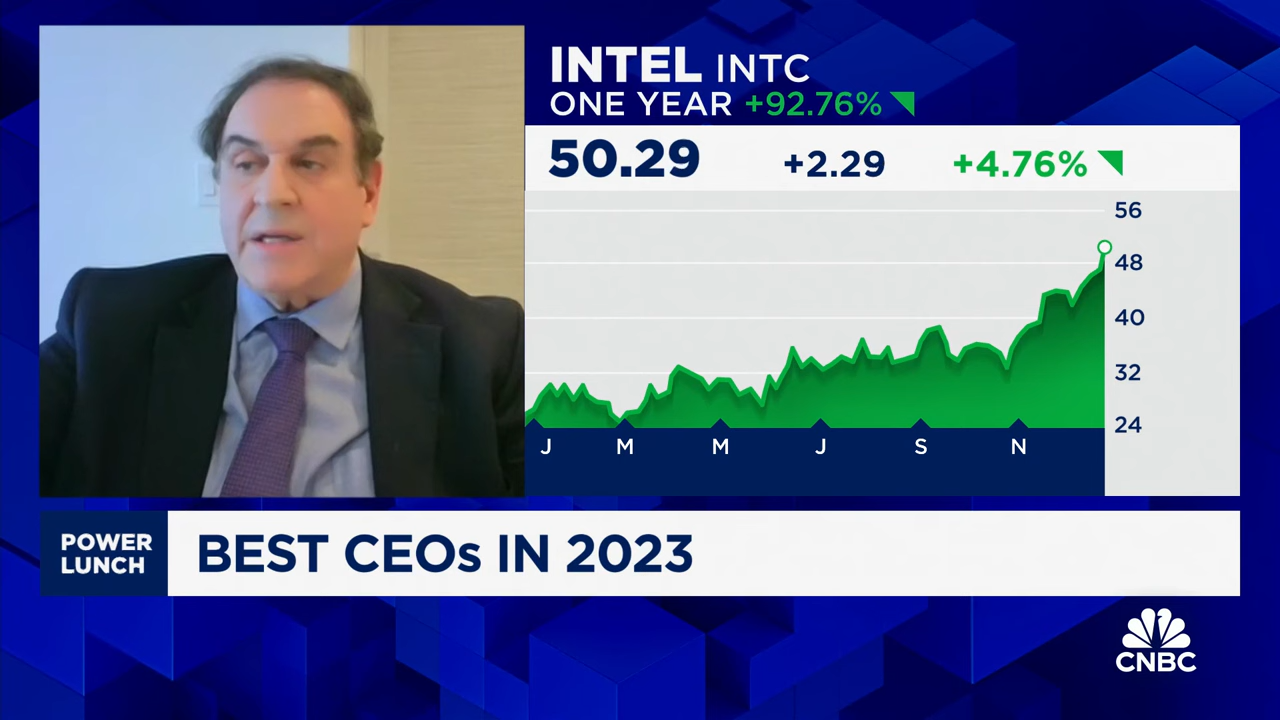 INTEL INTC
ONE YEAR +92.76%
50.29 +2.29 +4.76%
56
48
40
32
24
J M M J S N
POWER
LUNCH
BEST CEOs IN 2023
CNBC